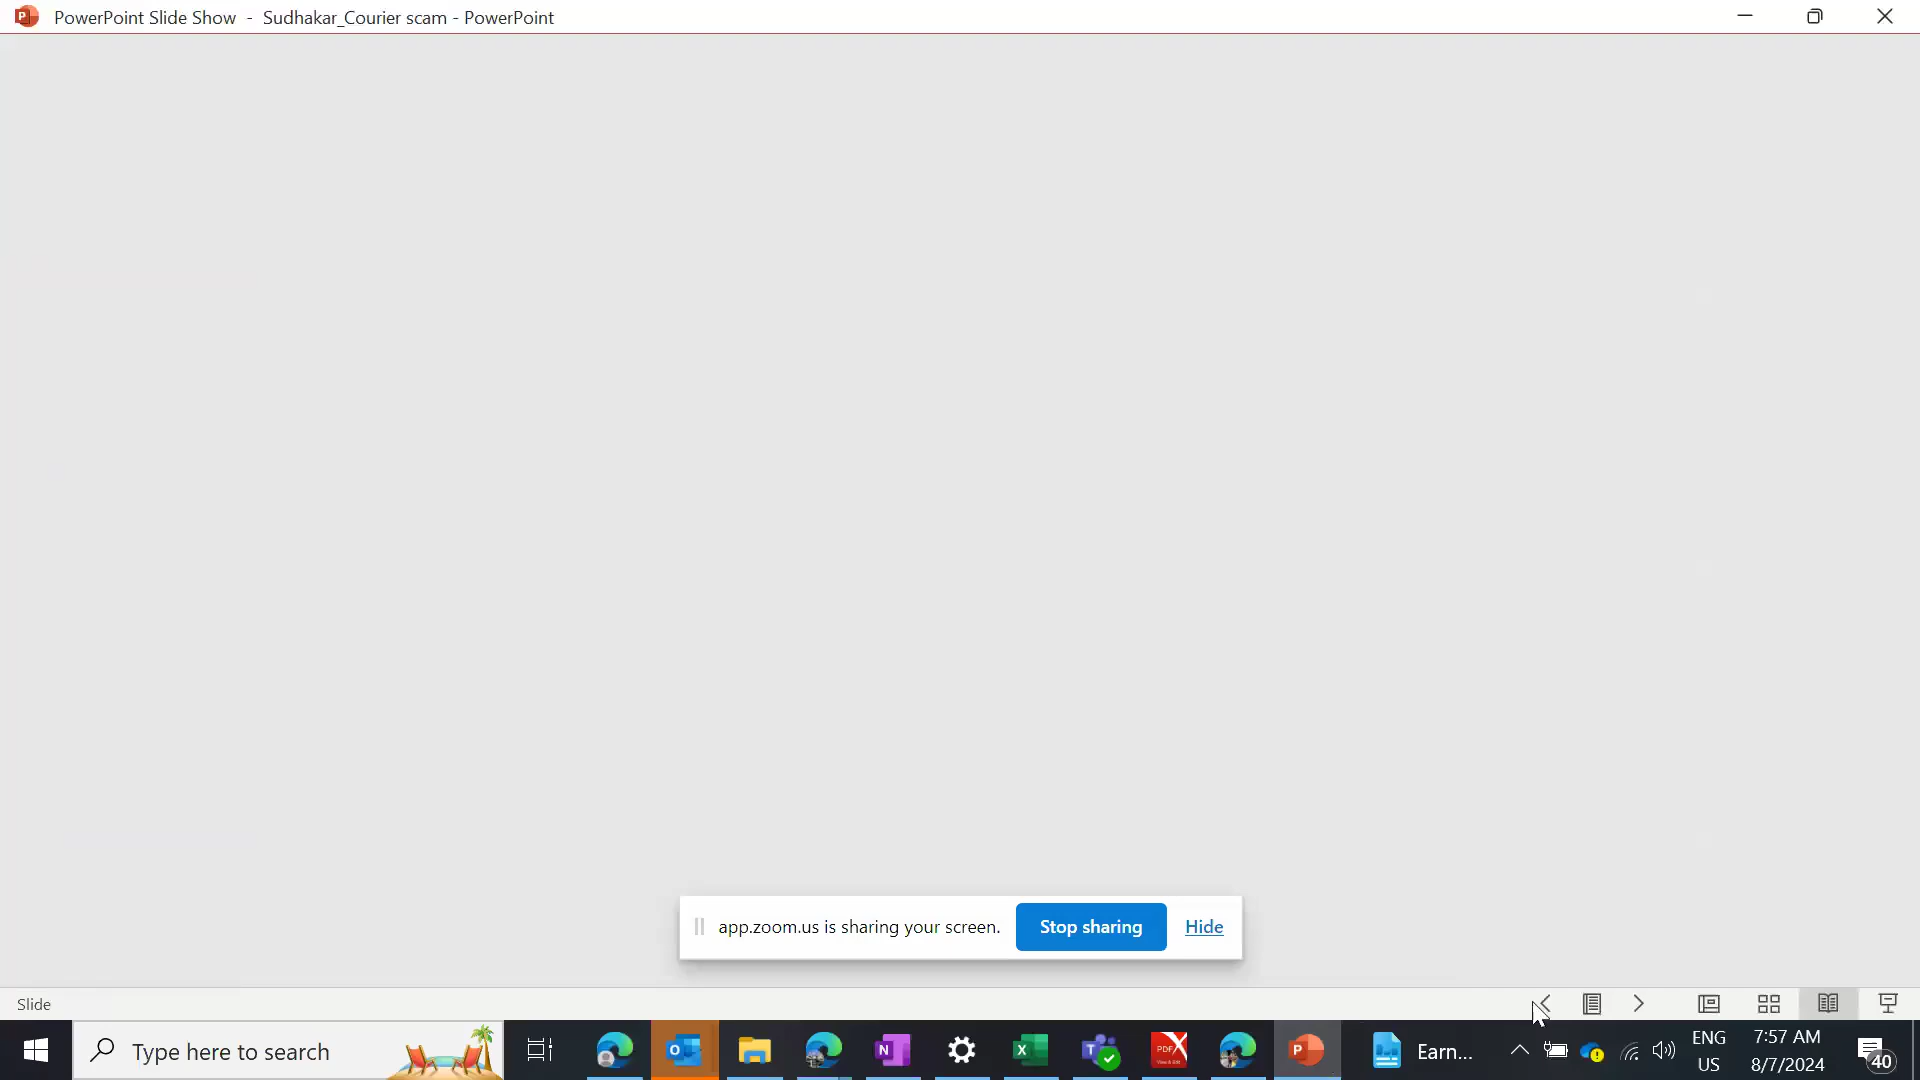 PowerPoint Slide Show - Sudhakar_Courier scam - PowerPoint
app.zoom.us is sharing your screen. Stop sharing Hide
Slide
Type here to search
Earn...
ENG
US
7:57 AM
8/7/2024
40